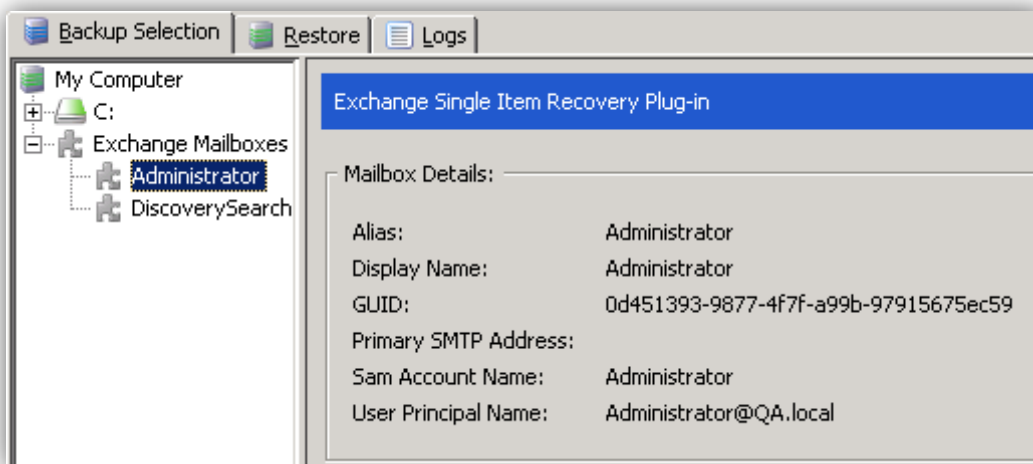 Backup Selection Restore Logs
My Computer
C:
Exchange Mailboxes
Administrator
DiscoverySearch
Exchange Single Item Recovery Plug-in
Mailbox Details:
Alias: Administrator
Display Name: Administrator
GUID: 0d451393-9877-4f7f-a99b-97915675ec59
Primary SMTP Address:
Sam Account Name: Administrator
User Principal Name: Administrator@QA.local